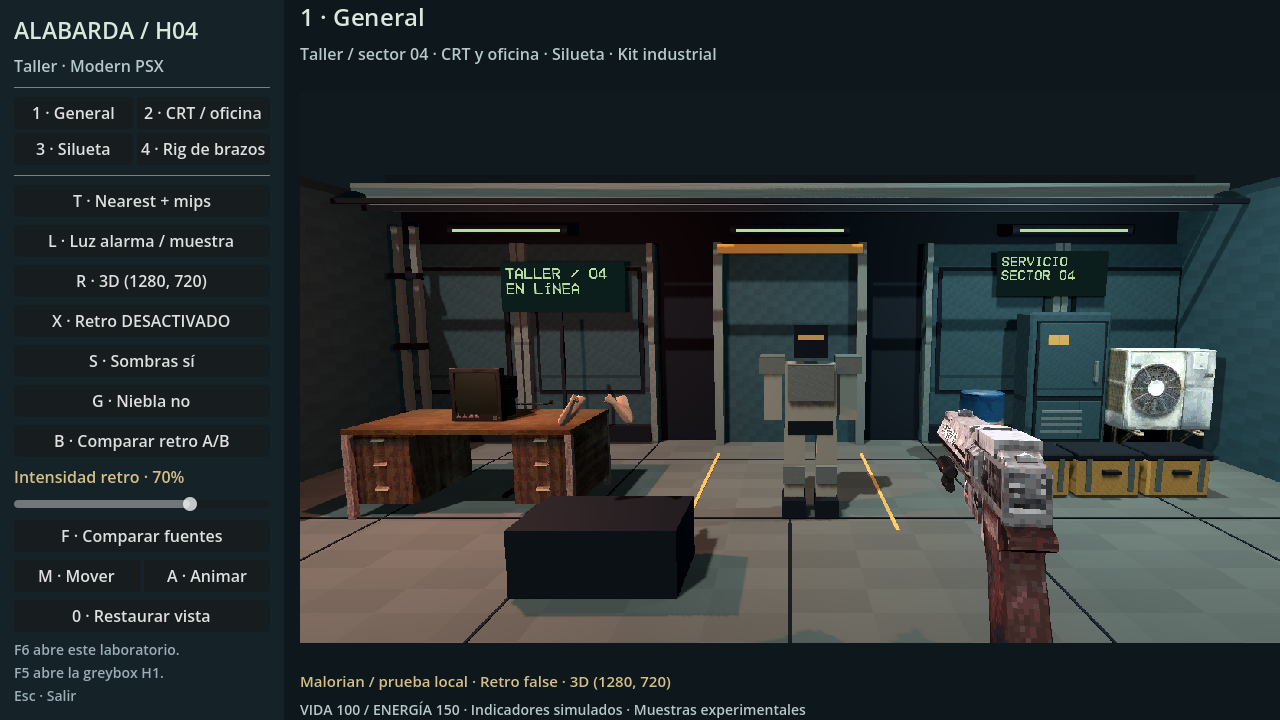 ALABARDA / H04
Taller · Modern PSX
1 · General
2 · CRT / oficina
3 · Silueta
4 · Rig de brazos
T · Nearest + mips
L · Luz alarma / muestra
R · 3D (1280, 720)
X · Retro DESACTIVADO
S · Sombras sí
G · Niebla no
B · Comparar retro A/B
Intensidad retro · 70%
F · Comparar fuentes
M · Mover
A · Animar
0 · Restaurar vista
F6 abre este laboratorio.
F5 abre la greybox H1.
Esc · Salir
1 · General
Taller / sector 04 · CRT y oficina · Silueta · Kit industrial
TALLER / 04
EN LÍNEA
SERVICIO
SECTOR 04
Malorian / prueba local · Retro false · 3D (1280, 720)
VIDA 100 / ENERGÍA 150 · Indicadores simulados · Muestras experimentales